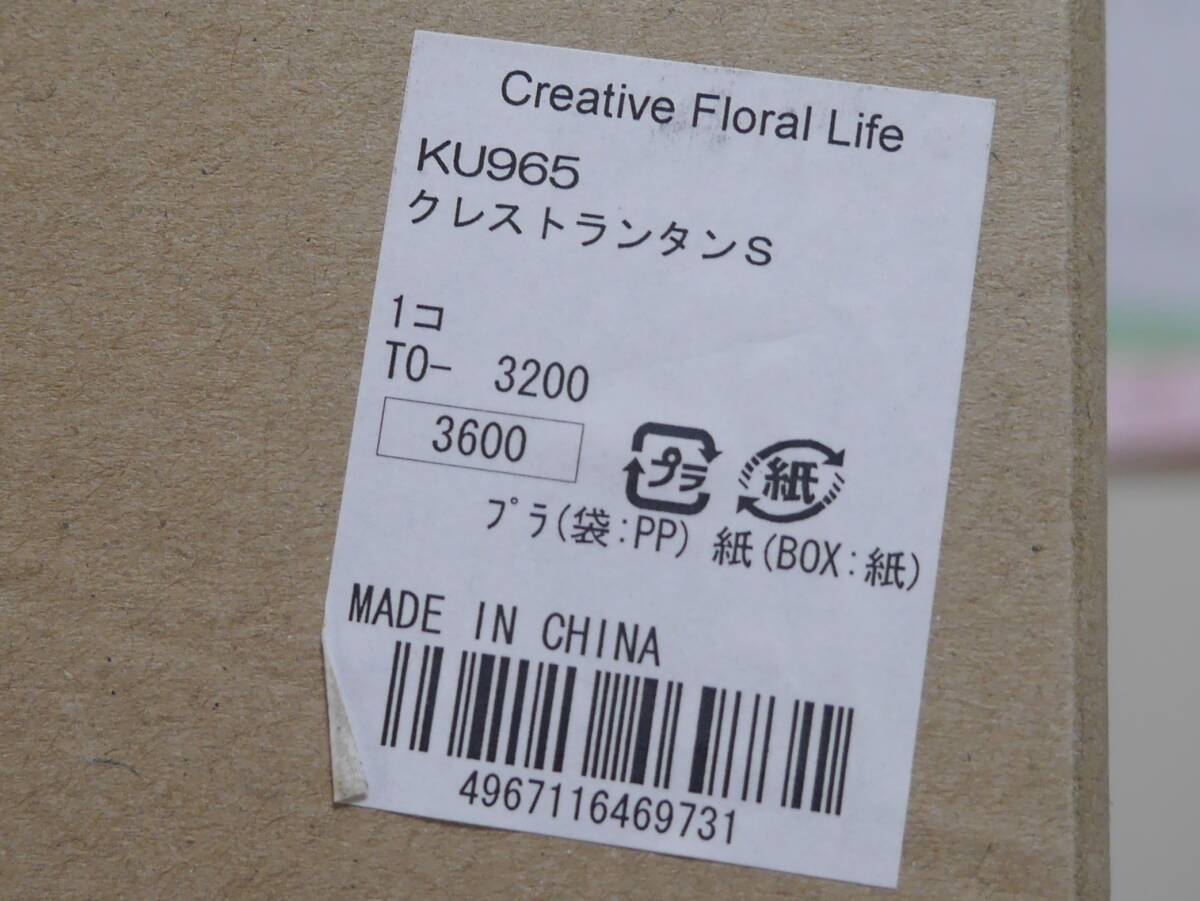 Creative Floral Life
KU965
クレストランタンS
1コ
TO- 3200
3600
プラ 紙
プラ(袋:PP) 紙(BOX:紙)
MADE IN CHINA
4967116469731